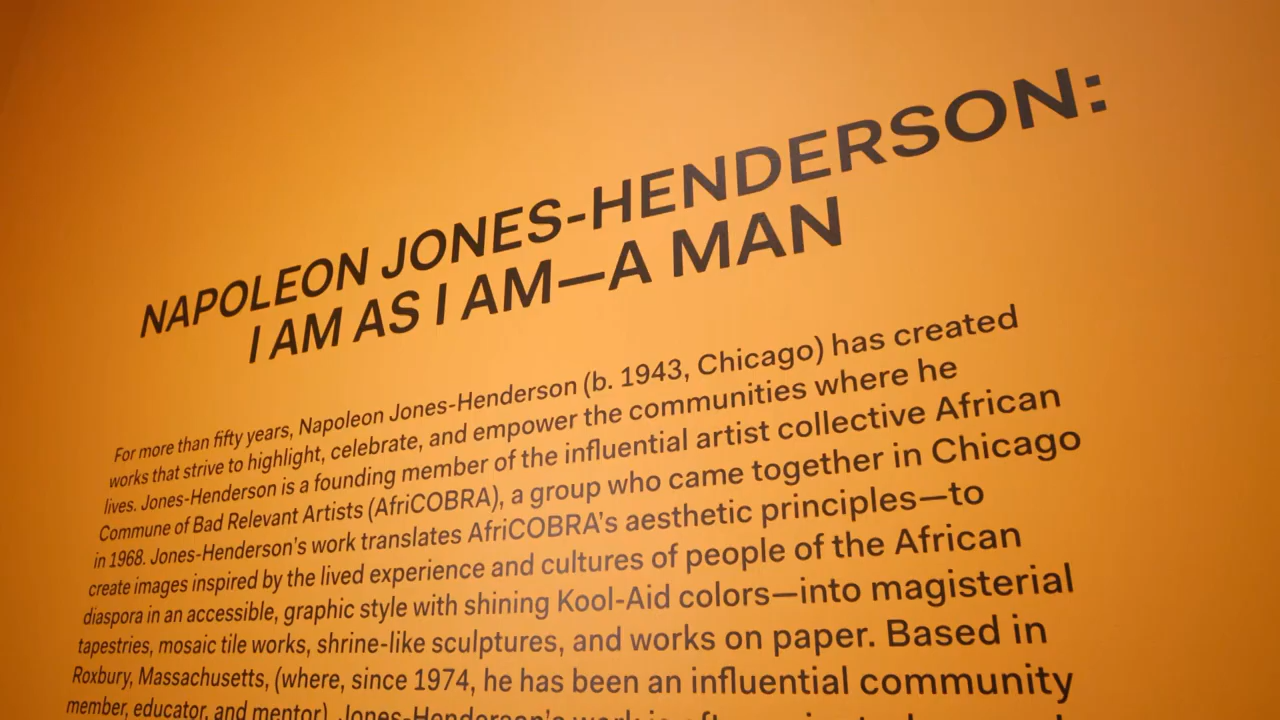 NAPOLEON JONES-HENDERSON:
I AM AS I AM—A MAN
For more than fifty years, Napoleon Jones-Henderson (b. 1943, Chicago) has created
works that strive to highlight, celebrate, and empower the communities where he
lives. Jones-Henderson is a founding member of the influential artist collective African
Commune of Bad Relevant Artists (AfriCOBRA), a group who came together in Chicago
in 1968. Jones-Henderson's work translates AfriCOBRA's aesthetic principles—to
create images inspired by the lived experience and cultures of people of the African
diaspora in an accessible, graphic style with shining Kool-Aid colors—into magisterial
tapestries, mosaic tile works, shrine-like sculptures, and works on paper. Based in
Roxbury, Massachusetts, (where, since 1974, he has been an influential community
member, educator, and mentor), Jones-Henderson's work is often